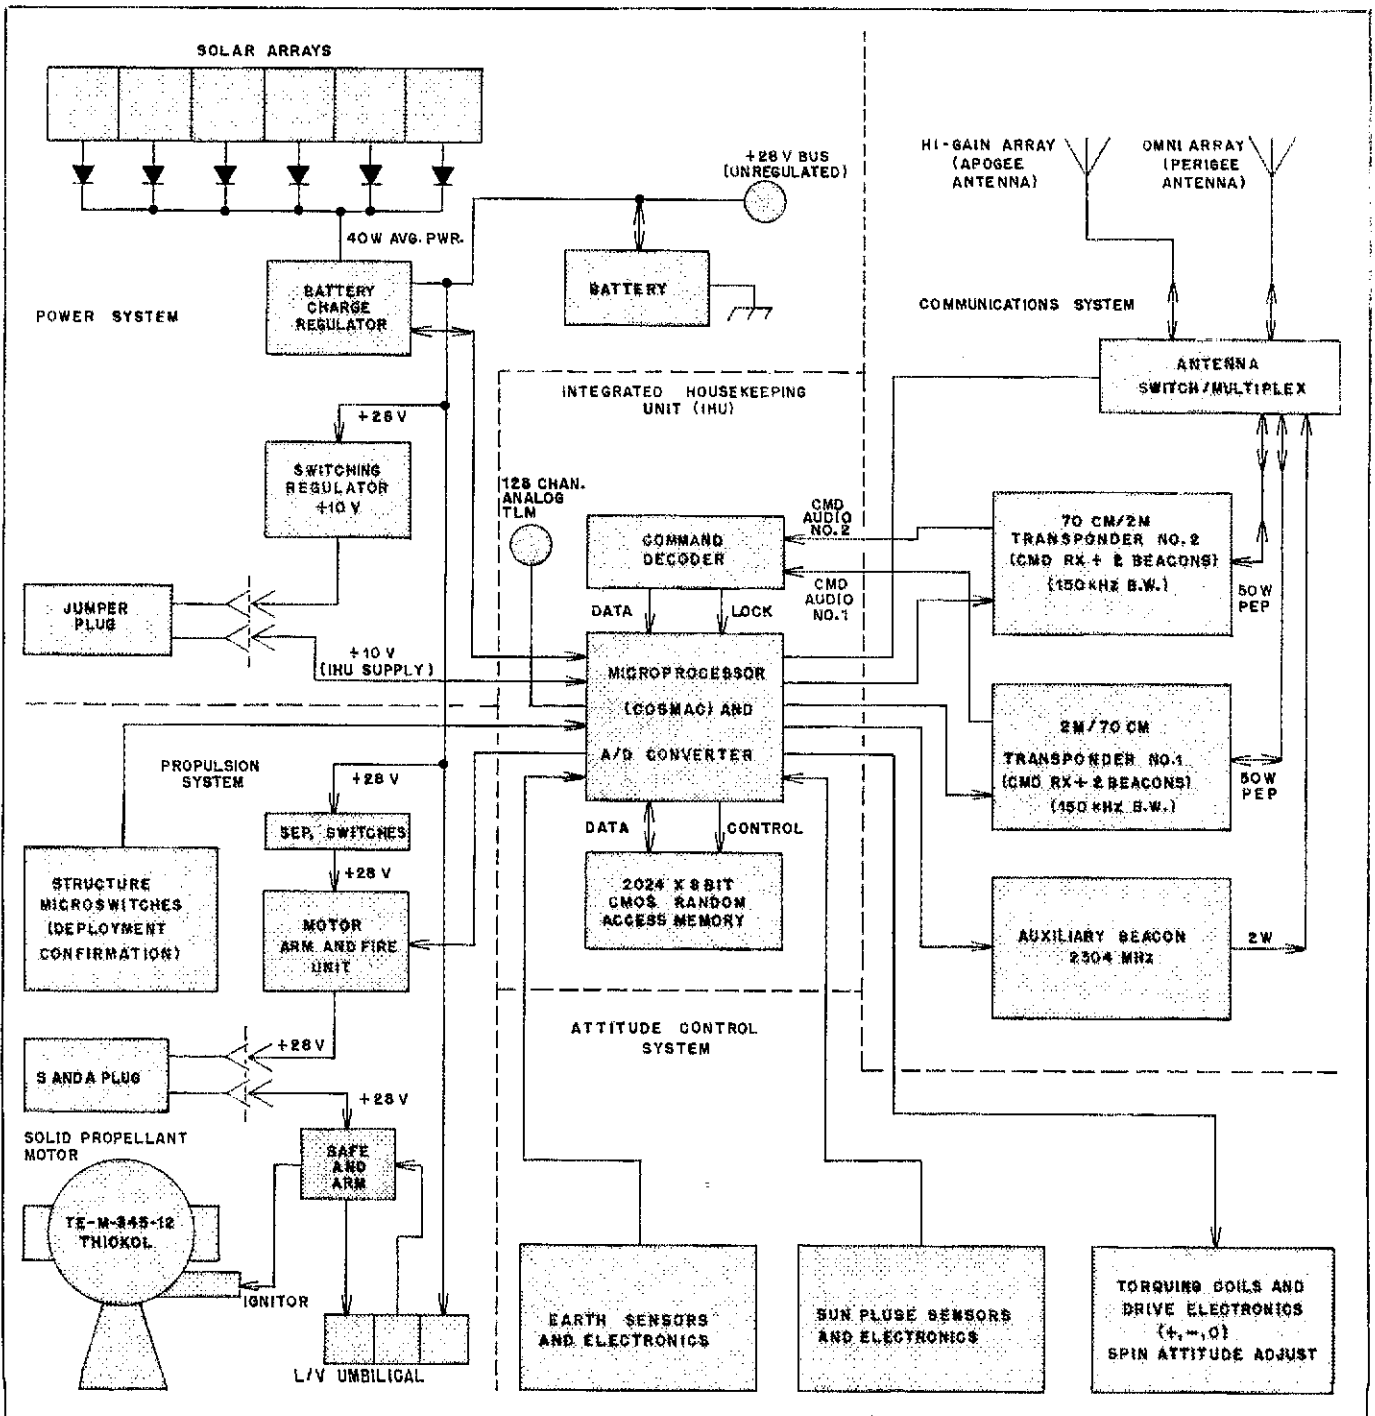 SOLAR ARRAYS
40W AVG. PWR.
BATTERY
CHARGE
REGULATOR
POWER SYSTEM
+28V BUS
(UNREGULATED)
BATTERY
HI-GAIN ARRAY
(APOGEE
ANTENNA)
OMNI ARRAY
(PERIGEE
ANTENNA)
COMMUNICATIONS SYSTEM
ANTENNA
SWITCH/MULTIPLEX
INTEGRATED HOUSEKEEPING
UNIT (IHU)
+28V
SWITCHING
REGULATOR
+10 V
128 CHAN.
ANALOG
TLM
COMMAND
DECODER
CMD
AUDIO
NO.2
CMD
AUDIO
NO.1
70 CM/2M
TRANSPONDER NO. 2
(CMD RX + 2 BEACONS)
(150 kHz B.W.)
50W
PEP
JUMPER
PLUG
+10 V
(IHU SUPPLY)
DATA
LOCK
MICROPROCESSOR
(COSMAC) AND
A/D CONVERTER
2M/70 CM
TRANSPONDER NO.1
(CMD RX + 2 BEACONS)
(150 kHz B.W.)
50W
PEP
PROPULSION
SYSTEM
+28V
SEP. SWITCHES
+28 V
DATA
CONTROL
2024 X 8 BIT
CMOS RANDOM
ACCESS MEMORY
STRUCTURE
MICROSWITCHES
(DEPLOYMENT
CONFIRMATION)
MOTOR
ARM AND FIRE
UNIT
AUXILIARY BEACON
2304 MHz
2W
ATTITUDE CONTROL
SYSTEM
+28V
S AND A PLUG
+28V
SOLID PROPELLANT
MOTOR
SAFE
AND
ARM
TE-M-345-12
THIOKOL
IGNITOR
L/V UMBILICAL
EARTH SENSORS
AND ELECTRONICS
SUN PLUSE SENSORS
AND ELECTRONICS
TORQUING COILS AND
DRIVE ELECTRONICS
(+,-,0)
SPIN ATTITUDE ADJUST